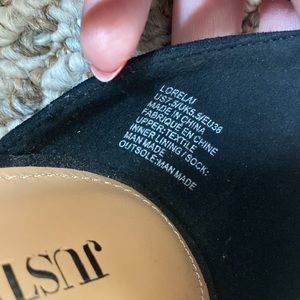 LORELAI
US7.5/UK5.5/EU38
MADE IN CHINA
FABRIQUÉ EN CHINE
UPPER:TEXTILE
INNER LINING / SOCK:
MAN MADE
OUTSOLE:MAN MADE
JUST